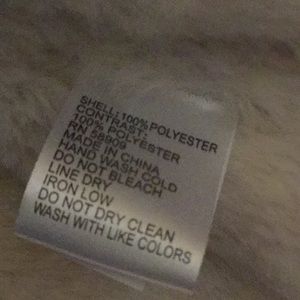 SHELL:100%POLYESTER
CONTRAST:
100% POLYESTER
RN 58909
MADE IN CHINA
HAND WASH COLD
DO NOT BLEACH
LINE DRY
IRON LOW
DO NOT DRY CLEAN
WASH WITH LIKE COLORS